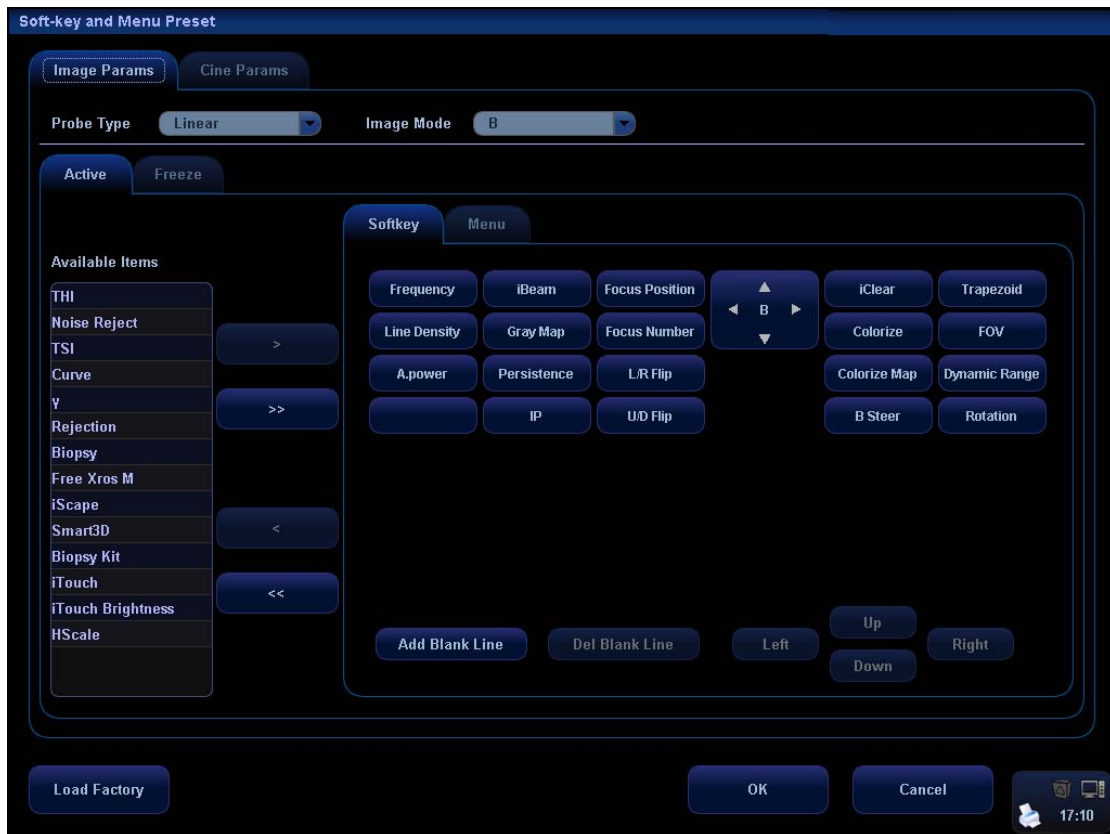 Soft-key and Menu Preset
Image Params Cine Params
Probe Type Linear Image Mode B
Active Freeze
Softkey Menu
Available Items
THI
Noise Reject
TSI
Curve
γ
Rejection
Biopsy
Free Xros M
iScape
Smart3D
Biopsy Kit
iTouch
iTouch Brightness
HScale
>
>>
<
<<
Frequency iBeam Focus Position B iClear Trapezoid
Line Density Gray Map Focus Number Colorize FOV
A.power Persistence L/R Flip Colorize Map Dynamic Range
IP U/D Flip B Steer Rotation
Add Blank Line Del Blank Line Left Up Down Right
Load Factory OK Cancel
17:10